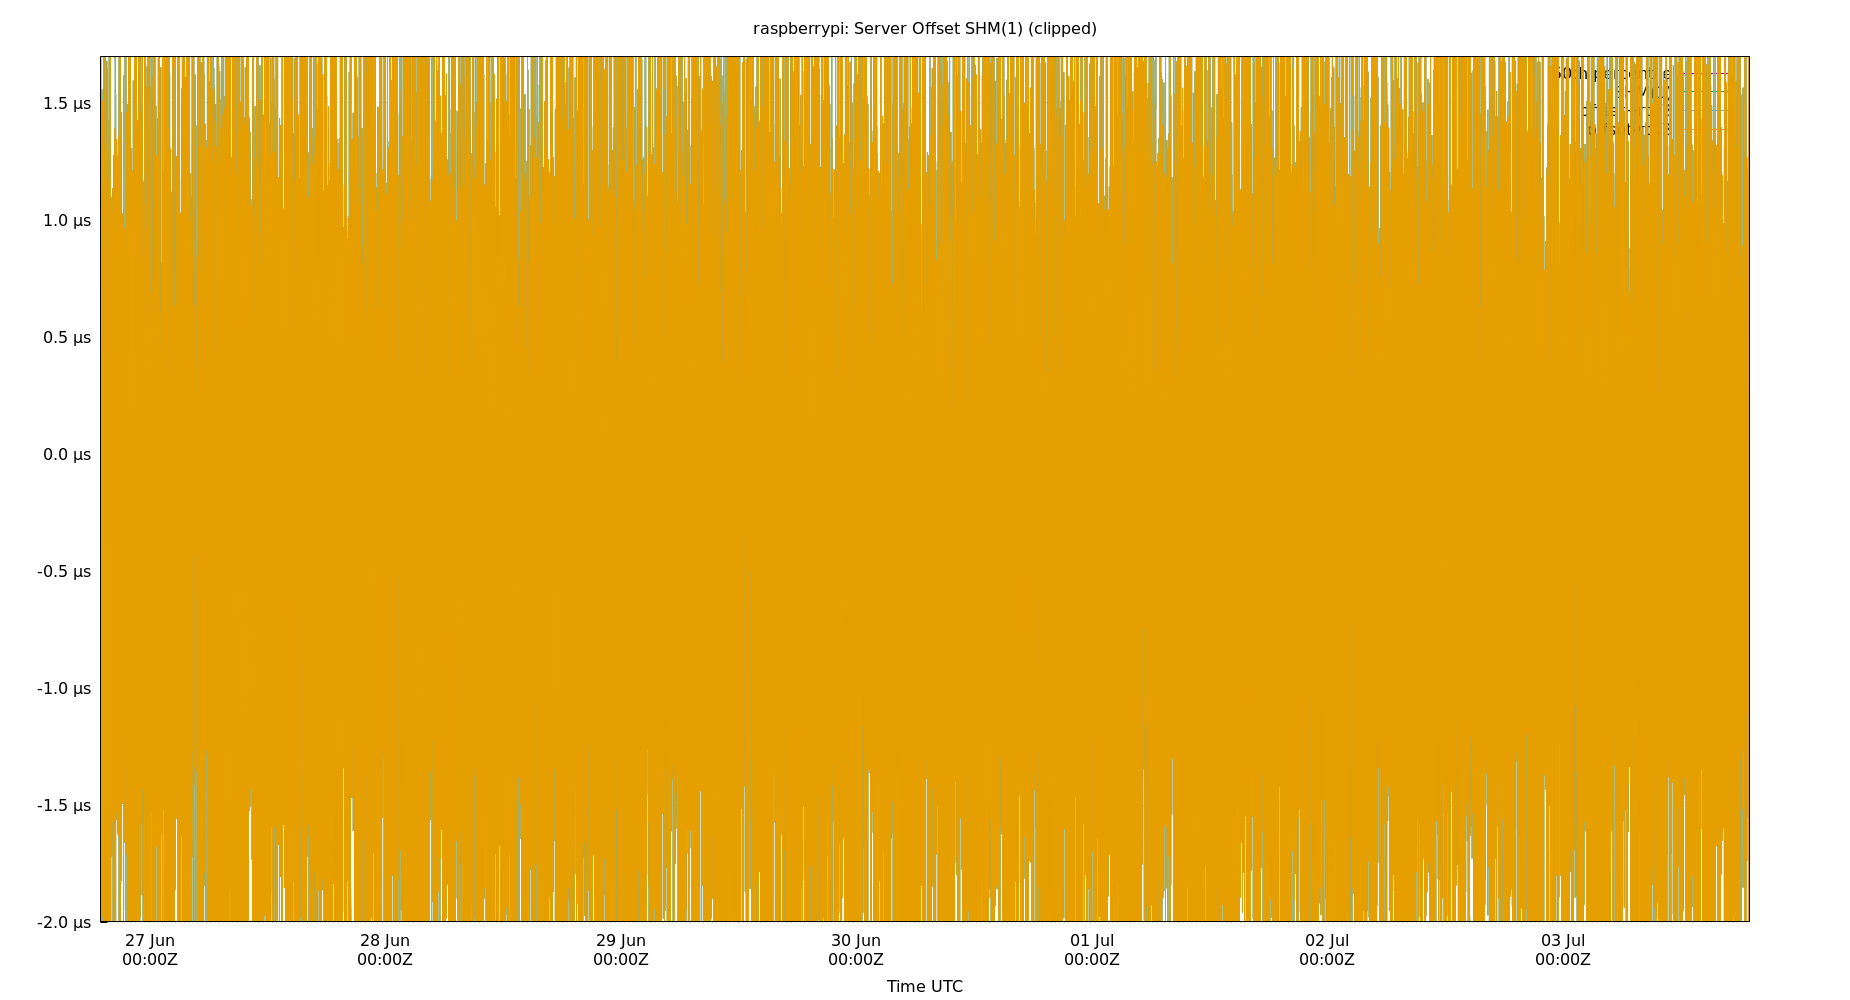 raspberrypi: Server Offset SHM(1) (clipped)
1.5 µs
1.0 µs
0.5 µs
0.0 µs
-0.5 µs
-1.0 µs
-1.5 µs
-2.0 µs
27 Jun
00:00Z
28 Jun
00:00Z
29 Jun
00:00Z
30 Jun
00:00Z
01 Jul
00:00Z
02 Jul
00:00Z
03 Jul
00:00Z
Time UTC